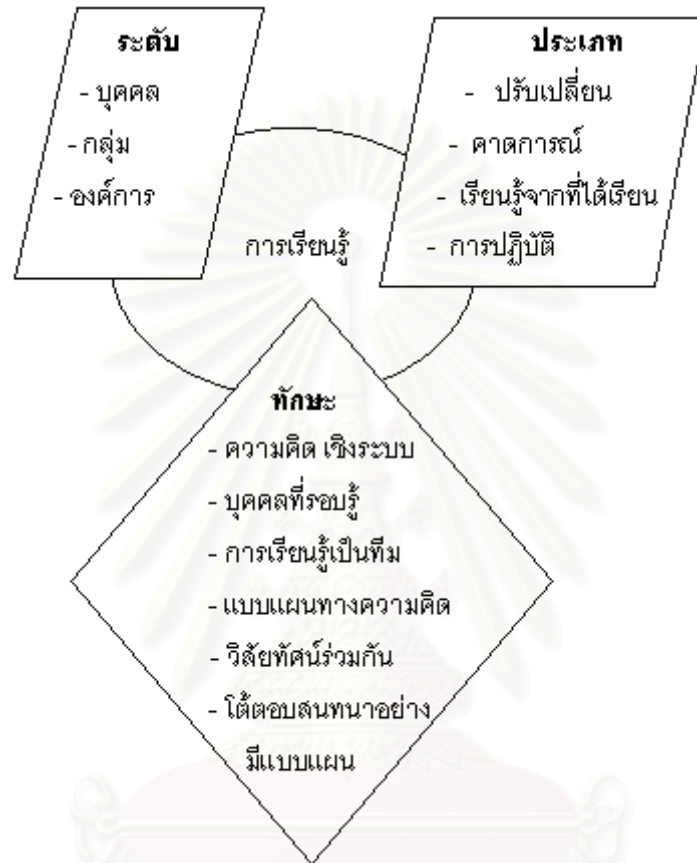 ระดับ
- บุคคล
- กลุ่ม
- องค์การ
ประเภท
- ปรับเปลี่ยน
- คาดการณ์
- เรียนรู้จากที่ได้เรียน
- การปฏิบัติ
การเรียนรู้
ทักษะ
- ความคิด เชิงระบบ
- บุคคลที่รอบรู้
- การเรียนรู้เป็นทีม
- แบบแผนทางความคิด
- วิสัยทัศน์ร่วมกัน
- โต้ตอบสนทนาอย่าง
มีแบบแผน